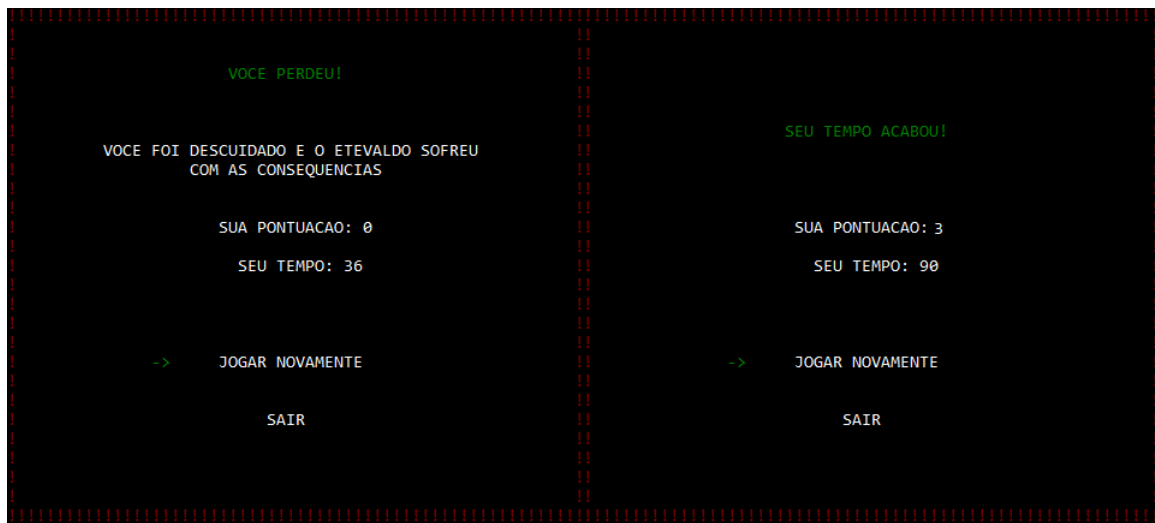 VOCE PERDEU!
VOCE FOI DESCUIDADO E O ETEVALDO SOFREU
COM AS CONSEQUENCIAS
SUA PONTUACAO: 0
SEU TEMPO: 36
-> JOGAR NOVAMENTE
SAIR
SEU TEMPO ACABOU!
SUA PONTUACAO: 3
SEU TEMPO: 90
-> JOGAR NOVAMENTE
SAIR